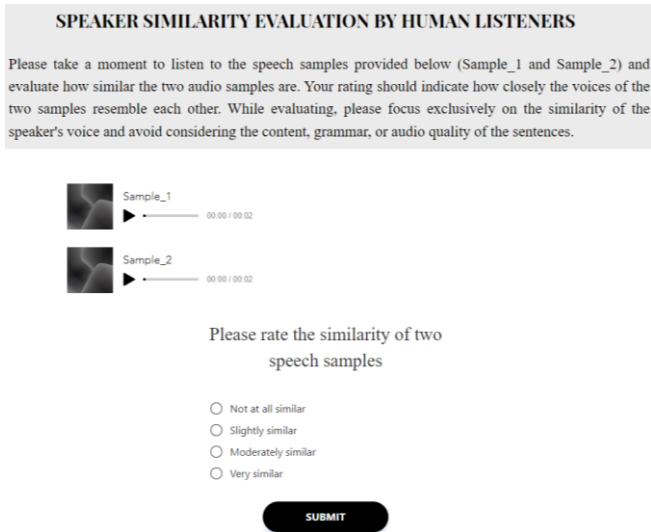 SPEAKER SIMILARITY EVALUATION BY HUMAN LISTENERS
Please take a moment to listen to the speech samples provided below (Sample_1 and Sample_2) and
evaluate how similar the two audio samples are. Your rating should indicate how closely the voices of the
two samples resemble each other. While evaluating, please focus exclusively on the similarity of the
speaker's voice and avoid considering the content, grammar, or audio quality of the sentences.
Sample_1
00:00 / 00:02
Sample_2
00:00 / 00:02
Please rate the similarity of two
speech samples
Not at all similar
Slightly similar
Moderately similar
Very similar
SUBMIT